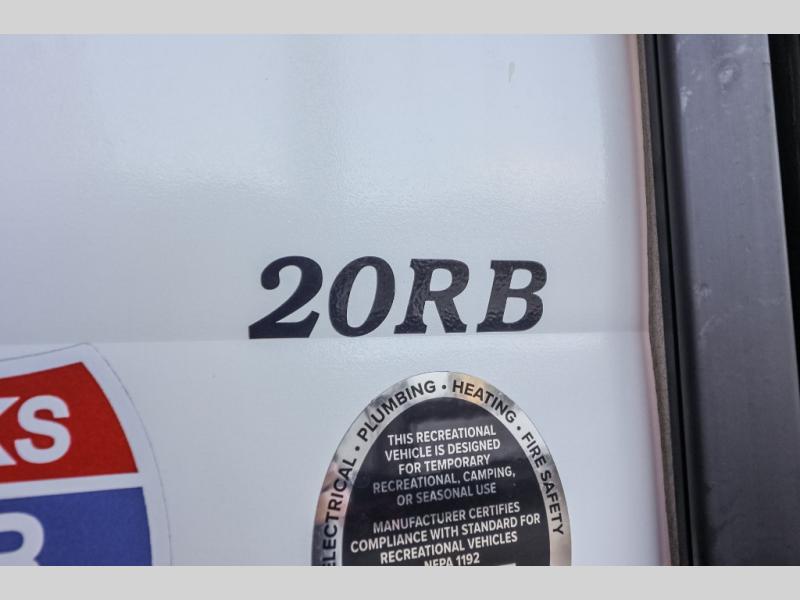 20RB
KS
R
ELECTRICAL • PLUMBING • HEATING • FIRE SAFETY
THIS RECREATIONAL
VEHICLE IS DESIGNED
FOR TEMPORARY
RECREATIONAL, CAMPING,
OR SEASONAL USE
MANUFACTURER CERTIFIES
COMPLIANCE WITH STANDARD FOR
RECREATIONAL VEHICLES
NFPA 1192